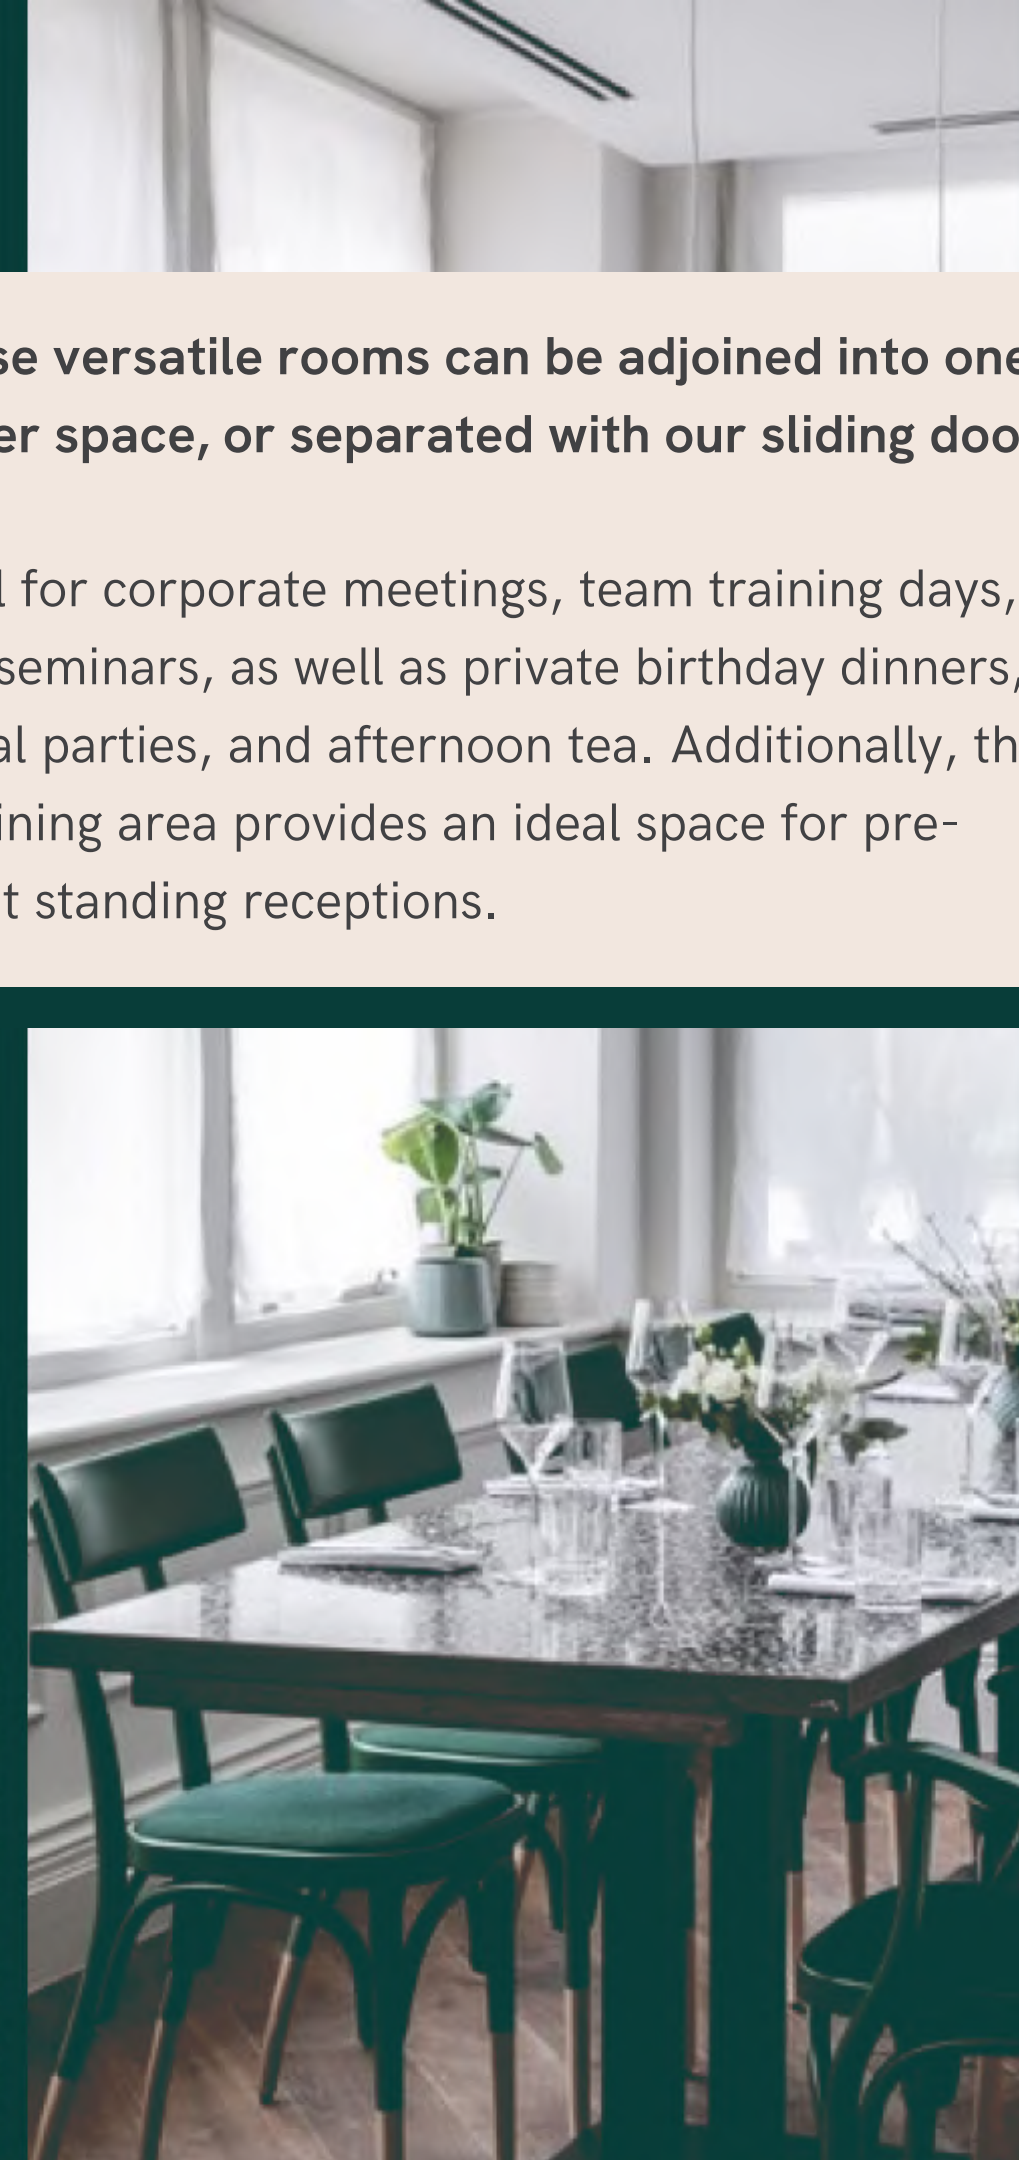 se versatile rooms can be adjoined into one
er space, or separated with our sliding doo
l for corporate meetings, team training days,
seminars, as well as private birthday dinners,
al parties, and afternoon tea. Additionally, th
ining area provides an ideal space for pre-
t standing receptions.